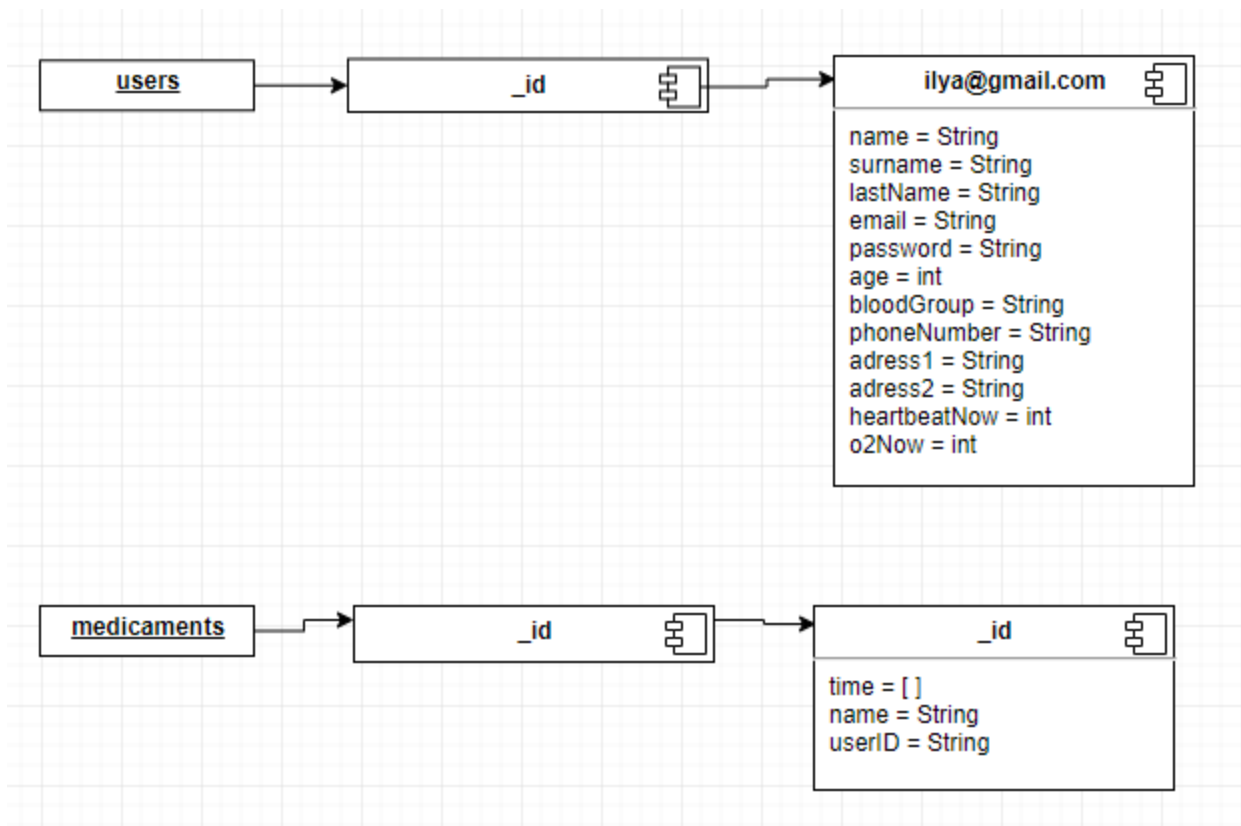 users
_id
ilya@gmail.com
name = String
surname = String
lastName = String
email = String
password = String
age = int
bloodGroup = String
phoneNumber = String
adress1 = String
adress2 = String
heartbeatNow = int
o2Now = int
medicaments
_id
_id
time = [ ]
name = String
userID = String